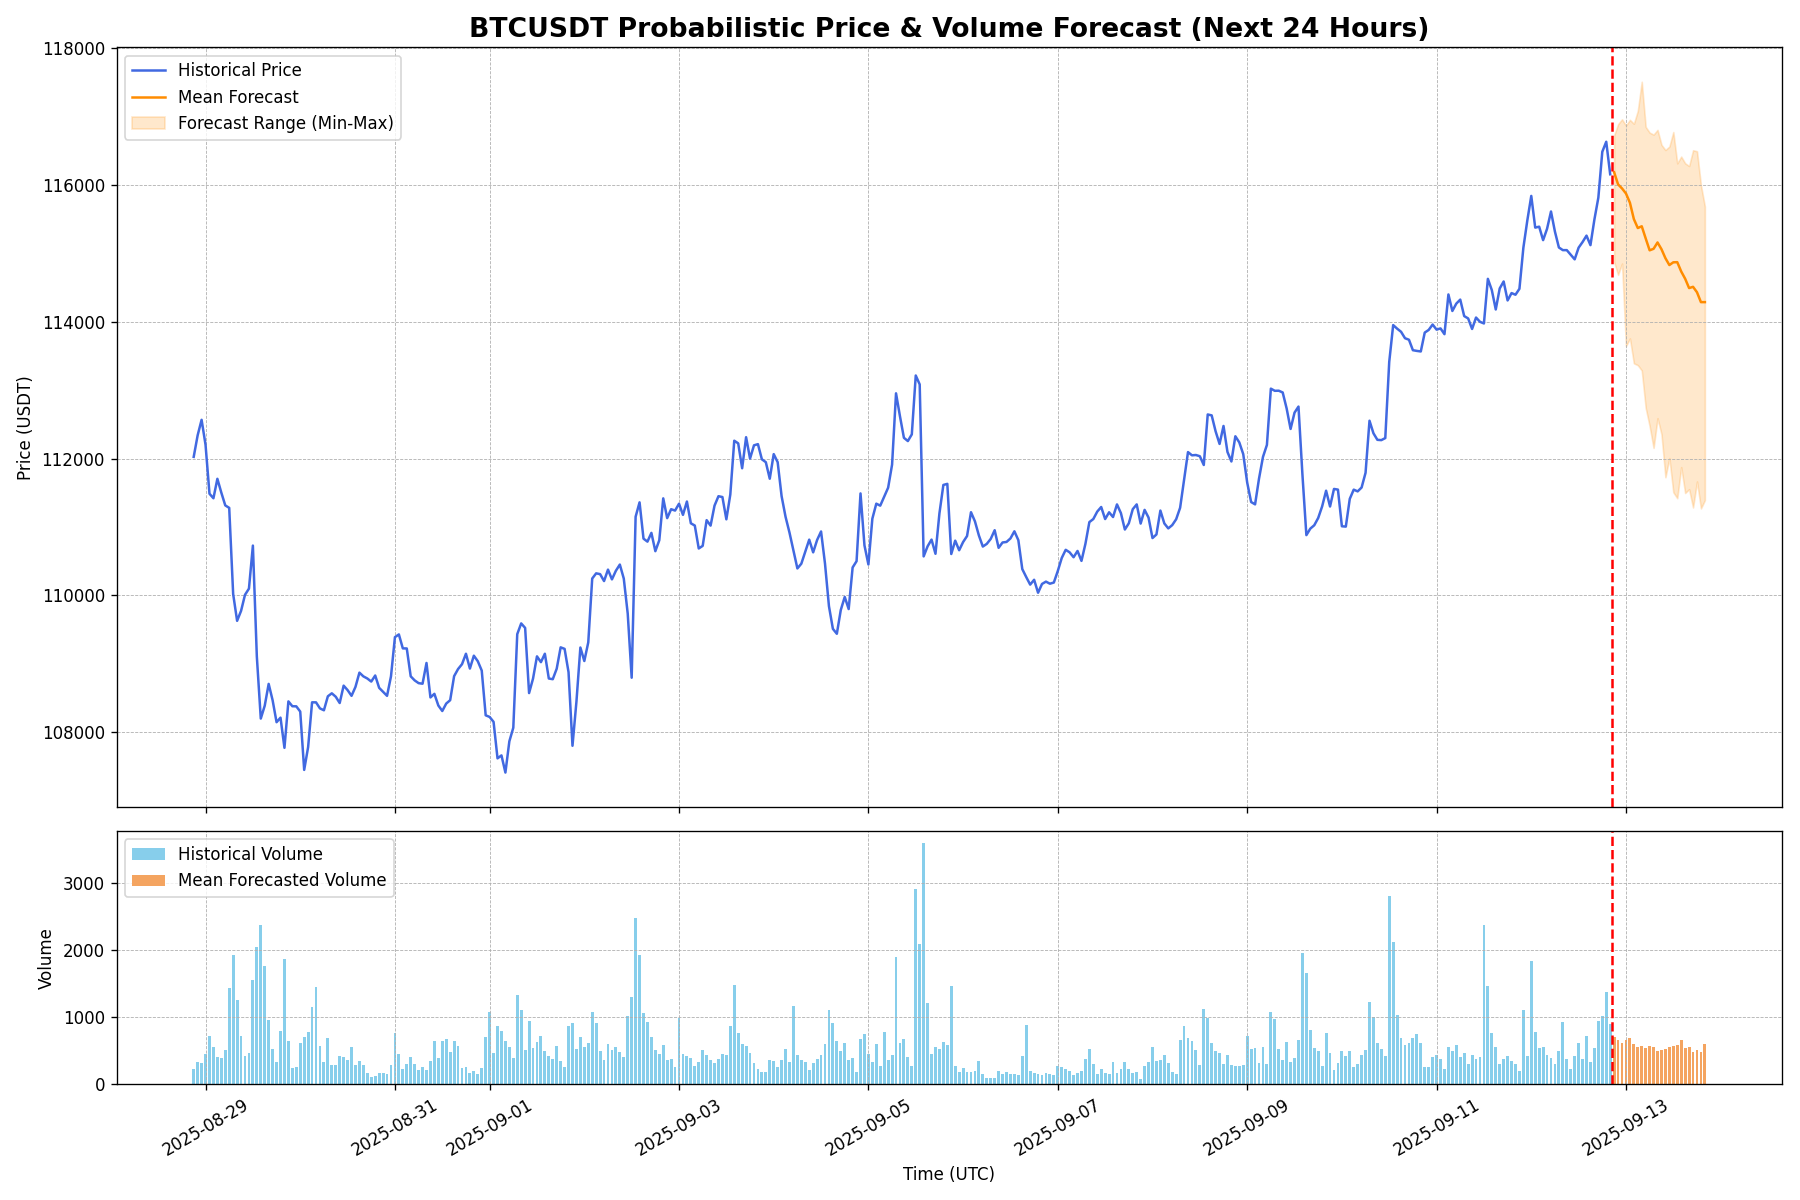 BTCUSDT Probabilistic Price & Volume Forecast (Next 24 Hours)
118000
116000
114000
112000
110000
108000
Price (USDT)
Historical Price
Mean Forecast
Forecast Range (Min-Max)
3000
2000
1000
0
Volume
Historical Volume
Mean Forecasted Volume
2025-08-29
2025-08-31
2025-09-01
2025-09-03
2025-09-05
2025-09-07
2025-09-09
2025-09-11
2025-09-13
Time (UTC)